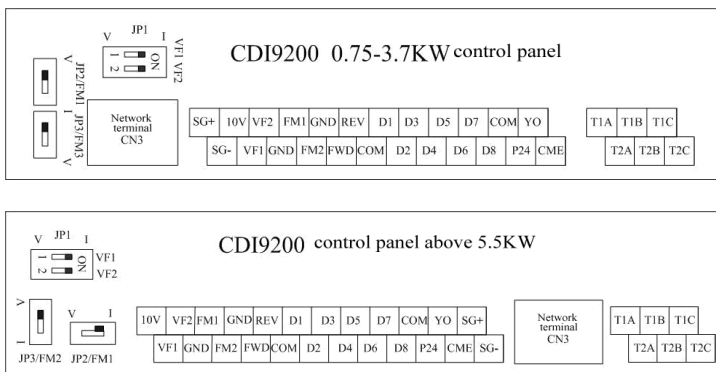 V JP1 I
CDI9200 0.75-3.7KW control panel
1 2 ON
VF1 VF2
V
JP2/FM1
I
JP3/FM3
V
Network
terminal
CN3
SG+ 10V VF2 FM1 GND REV D1 D3 D5 D7 COM YO
T1A T1B T1C
SG- VF1 GND FM2 FWD COM D2 D4 D6 D8 P24 CME
T2A T2B T2C
V JP1 I
CDI9200 control panel above 5.5KW
1 2 ON
VF1
VF2
V
I
JP3/FM2
V I
JP2/FM1
10V VF2 FM1 GND REV D1 D3 D5 D7 COM YO SG+
Network
terminal
CN3
T1A T1B T1C
VF1 GND FM2 FWD COM D2 D4 D6 D8 P24 CME SG-
T2A T2B T2C